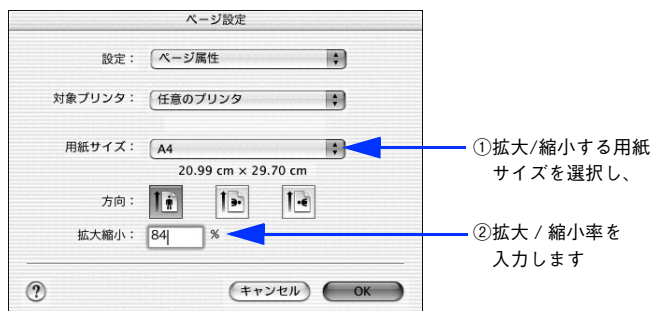 ページ設定
設定： ページ属性
対象プリンタ： 任意のプリンタ
用紙サイズ： A4
①拡大/縮小する用紙
サイズを選択し、
20.99 cm × 29.70 cm
方向：
拡大縮小： 84 %
②拡大 / 縮小率を
入力します
? キャンセル OK